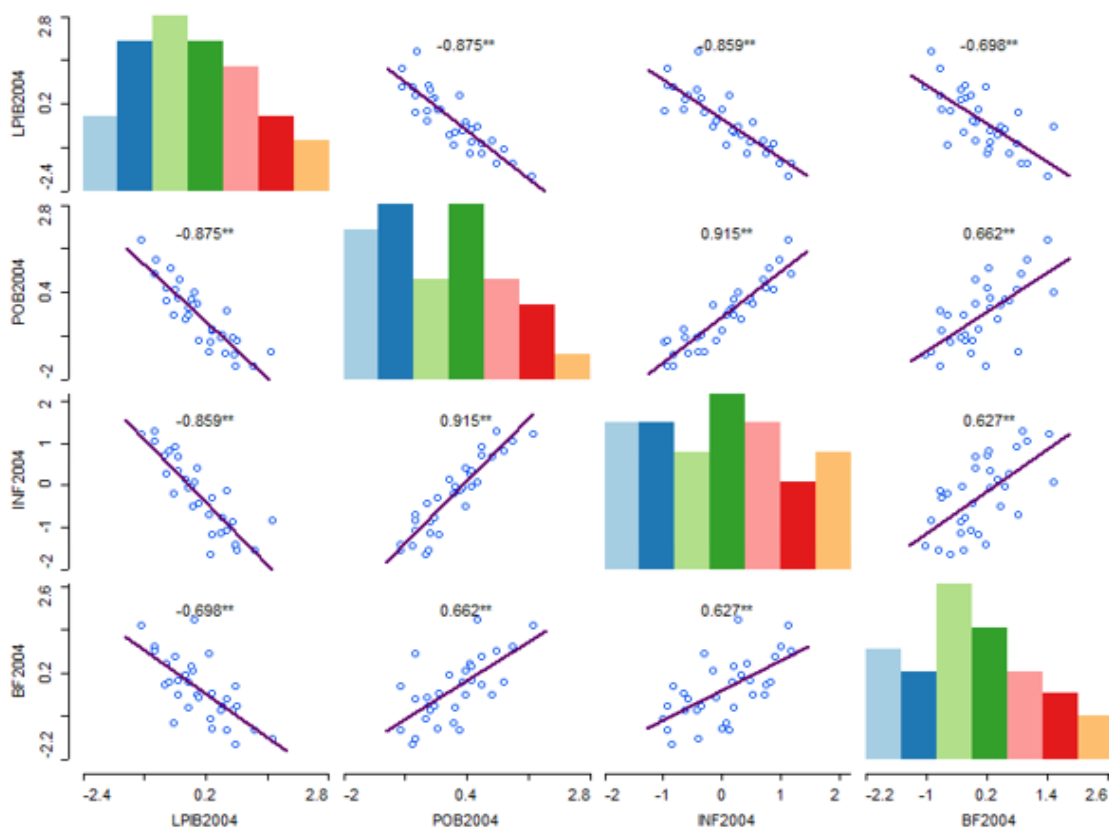 LPIB2004
2.8
0.2
-2.4
-0.875**
-0.859**
-0.698**
POB2004
2.8
0.4
-2
-0.875**
0.915**
0.662**
INF2004
2
1
0
-1
-2
-0.859**
0.915**
0.627**
BF2004
2.6
0.2
-2.2
-0.698**
0.662**
0.627**
-2.4 0.2 2.8
LPIB2004
-2 0.4 2.8
POB2004
-2 -1 0 1 2
INF2004
-2.2 -1 0.2 1.4 2.6
BF2004